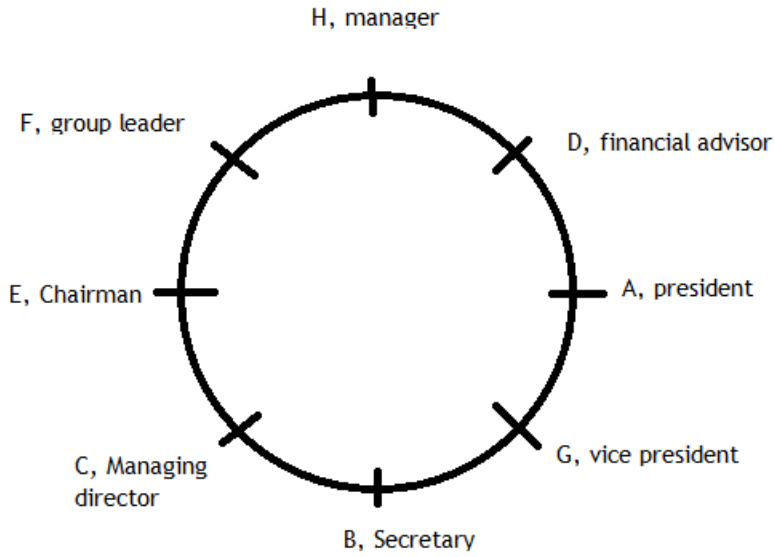 H, manager
F, group leader
D, financial advisor
E, Chairman
A, president
C, Managing
director
G, vice president
B, Secretary